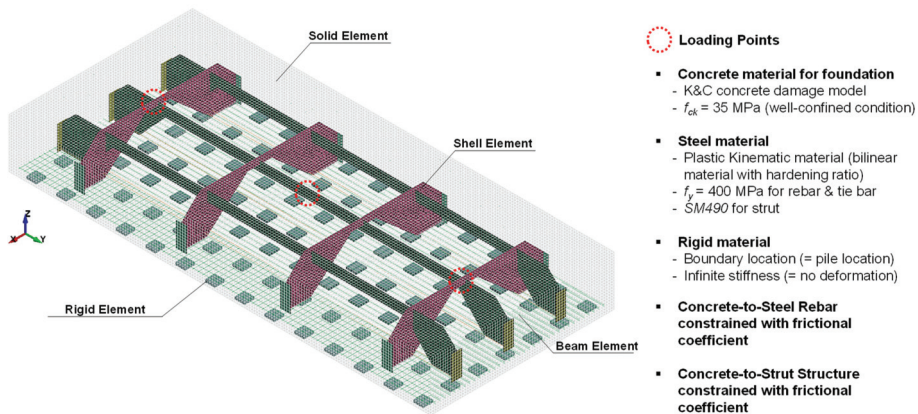 Solid Element
Shell Element
Rigid Element
Beam Element
Z
X
Y
Loading Points
▪ Concrete material for foundation
- K&C concrete damage model
- fck = 35 MPa (well-confined condition)
▪ Steel material
- Plastic Kinematic material (bilinear
material with hardening ratio)
- fy = 400 MPa for rebar & tie bar
- SM490 for strut
▪ Rigid material
- Boundary location (= pile location)
- Infinite stiffness (= no deformation)
▪ Concrete-to-Steel Rebar
constrained with frictional
coefficient
▪ Concrete-to-Strut Structure
constrained with frictional
coefficient